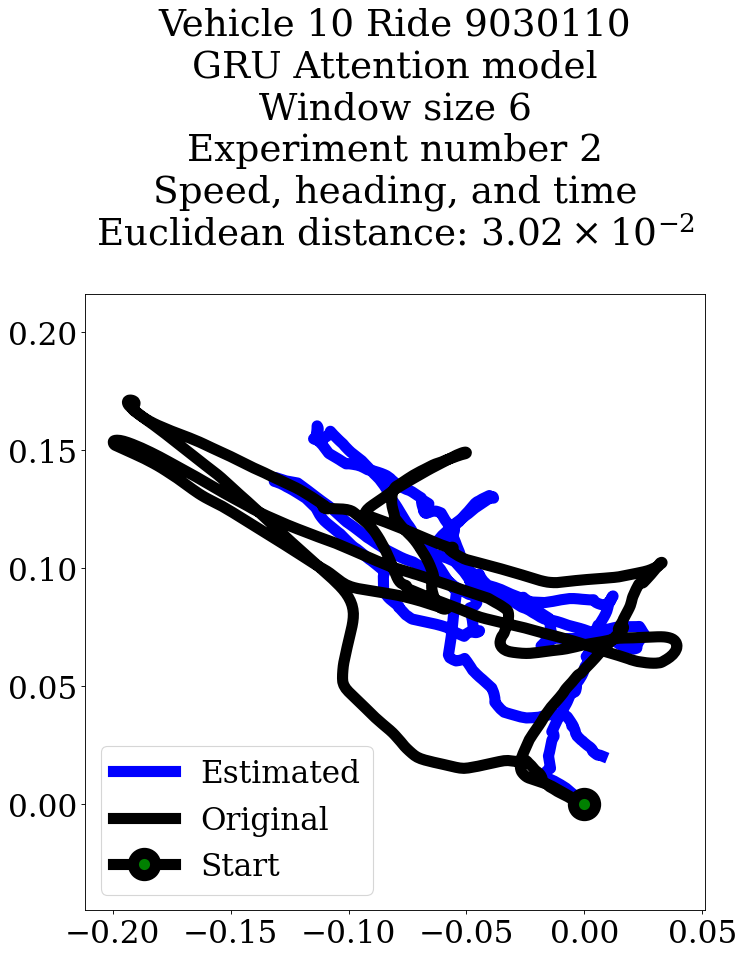 Vehicle 10 Ride 9030110
GRU Attention model
Window size 6
Experiment number 2
Speed, heading, and time
Euclidean distance: 3.02 × 10⁻²
0.20
0.15
0.10
0.05
0.00
Estimated
Original
Start
−0.20 −0.15 −0.10 −0.05 0.00 0.05